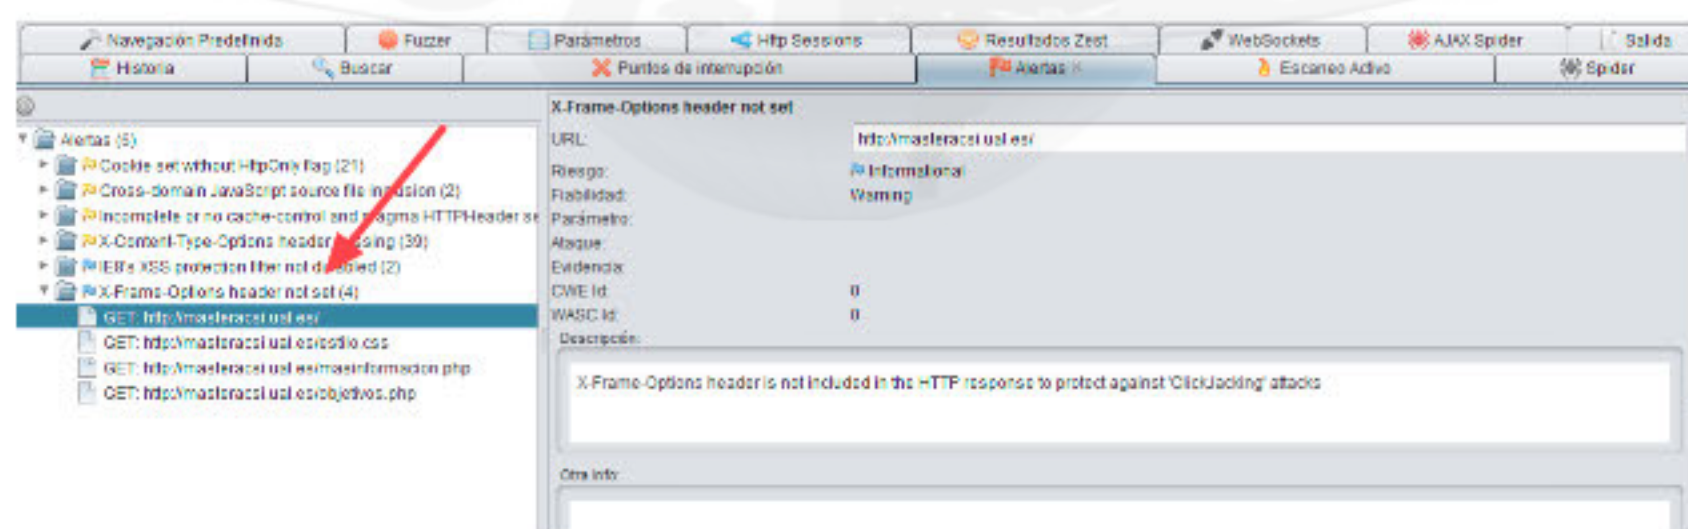 Navegación Predefinida Fuzzer Parámetros Http Sessions Resultados Zest WebSockets AJAX Spider Salida
Historia Buscar Puntos de interrupción Alertas Escaneo Activo Spider
Alertas (6)
Cookie set without HttpOnly flag (21)
Cross-domain JavaScript source file inclusion (2)
Incomplete or no cache-control and pragma HTTPHeader se
X-Content-Type-Options header missing (39)
IE8's XSS protection filter not disabled (2)
X-Frame-Options header not set (4)
GET: http://masteracsi.ual.es/
GET: http://masteracsi.ual.es/estilo.css
GET: http://masteracsi.ual.es/masinformacion.php
GET: http://masteracsi.ual.es/objetivos.php
X-Frame-Options header not set
URL: http://masteracsi.ual.es/
Riesgo: Informational
Fiabilidad: Warning
Parámetro:
Ataque:
Evidencia:
CWE Id: 0
WASC Id: 0
Descripción:
X-Frame-Options header is not included in the HTTP response to protect against 'ClickJacking' attacks
Otra info: